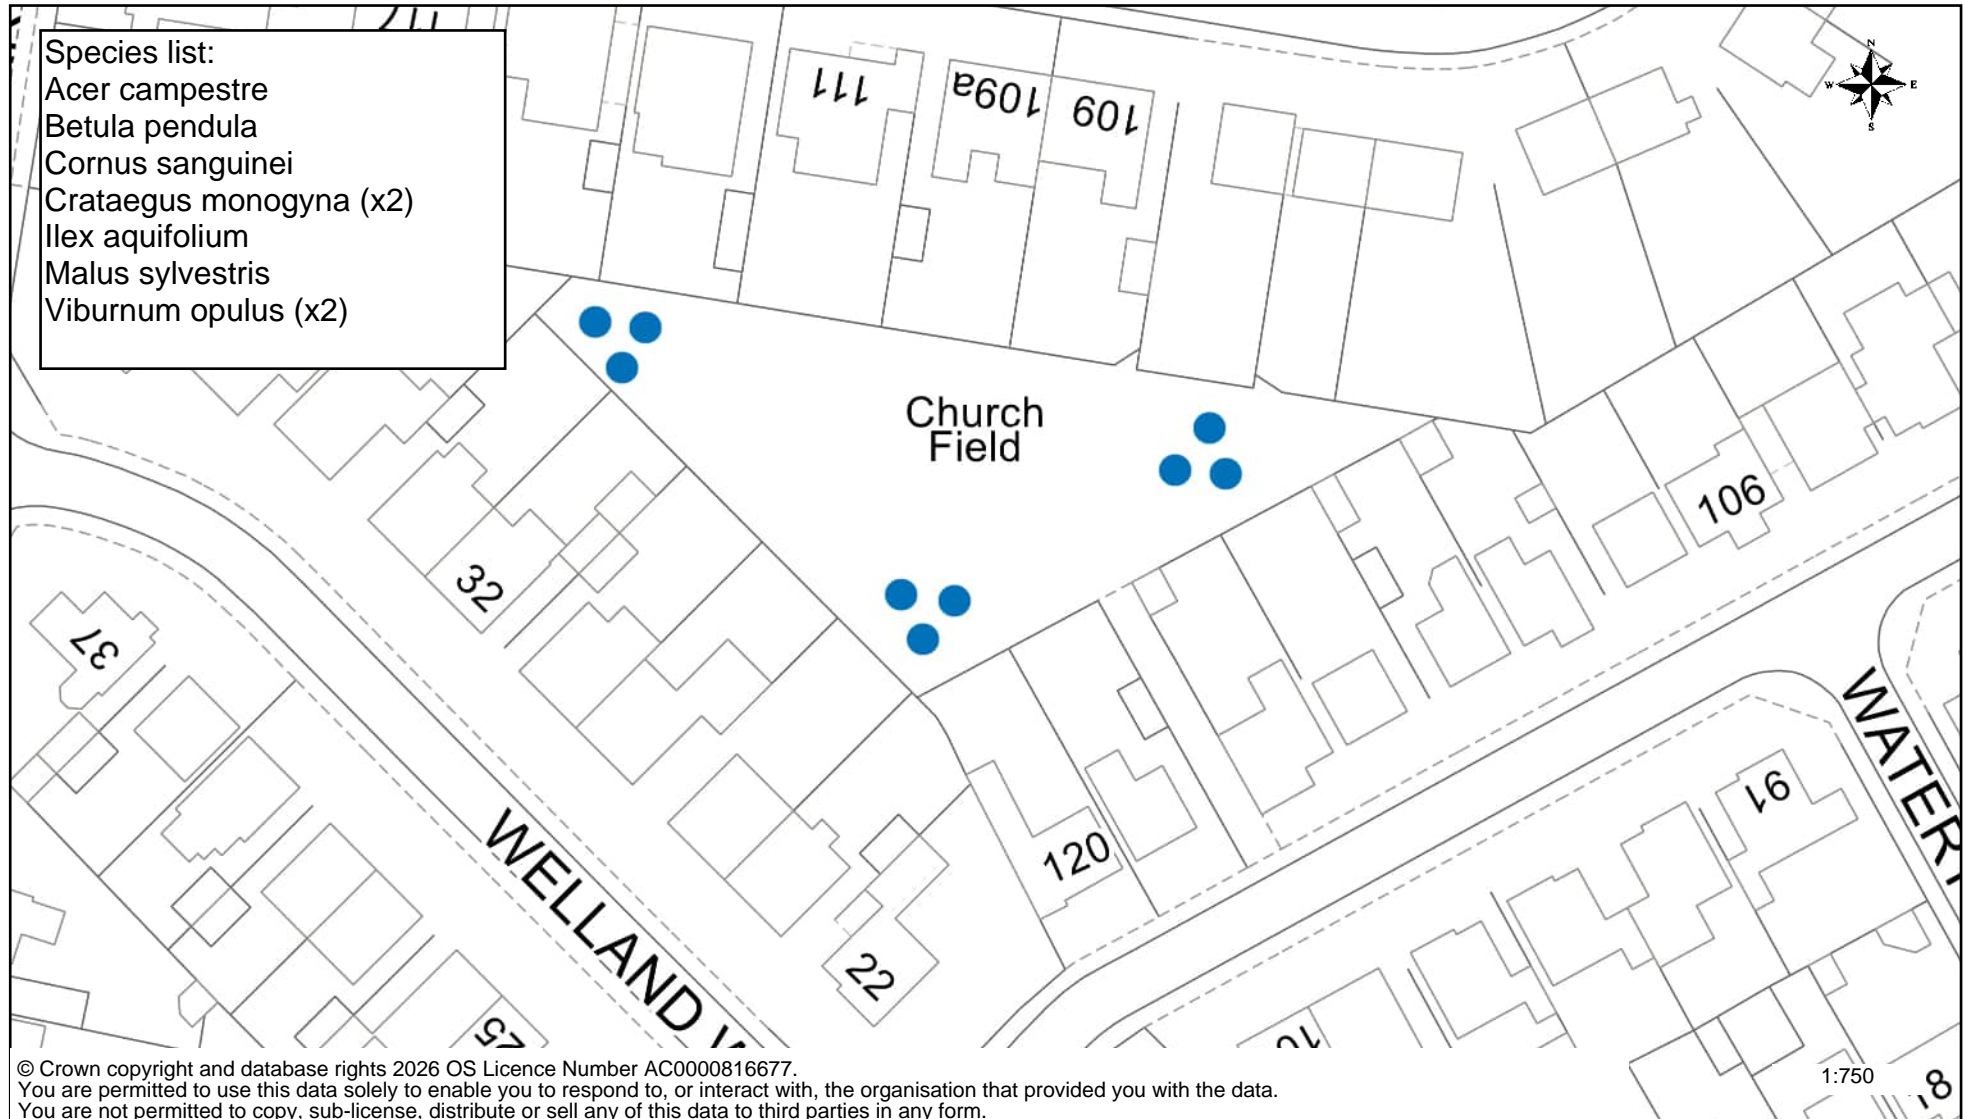 Species list:
Acer campestre
Betula pendula
Cornus sanguinei
Crataegus monogyna (x2)
Ilex aquifolium
Malus sylvestris
Viburnum opulus (x2)
111
109a
109
N
W E
S
Church
Field
106
32
37
WATERY
91
120
WELLAND W
22
25
10
18
1:750
© Crown copyright and database rights 2026 OS Licence Number AC0000816677.
You are permitted to use this data solely to enable you to respond to, or interact with, the organisation that provided you with the data.
You are not permitted to copy, sub-license, distribute or sell any of this data to third parties in any form.